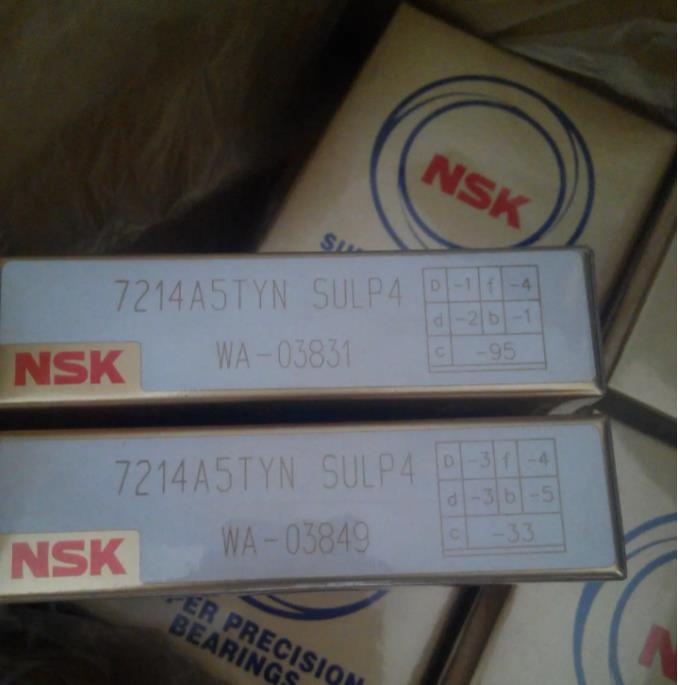 NSK
7214A5TYN SULP4
D -1 f -4
d -2 b -1
c -95
WA-03831
NSK
7214A5TYN SULP4
D -3 f -4
d -3 b -5
c -33
WA-03849
NSK
PER PRECISION
BEARINGS